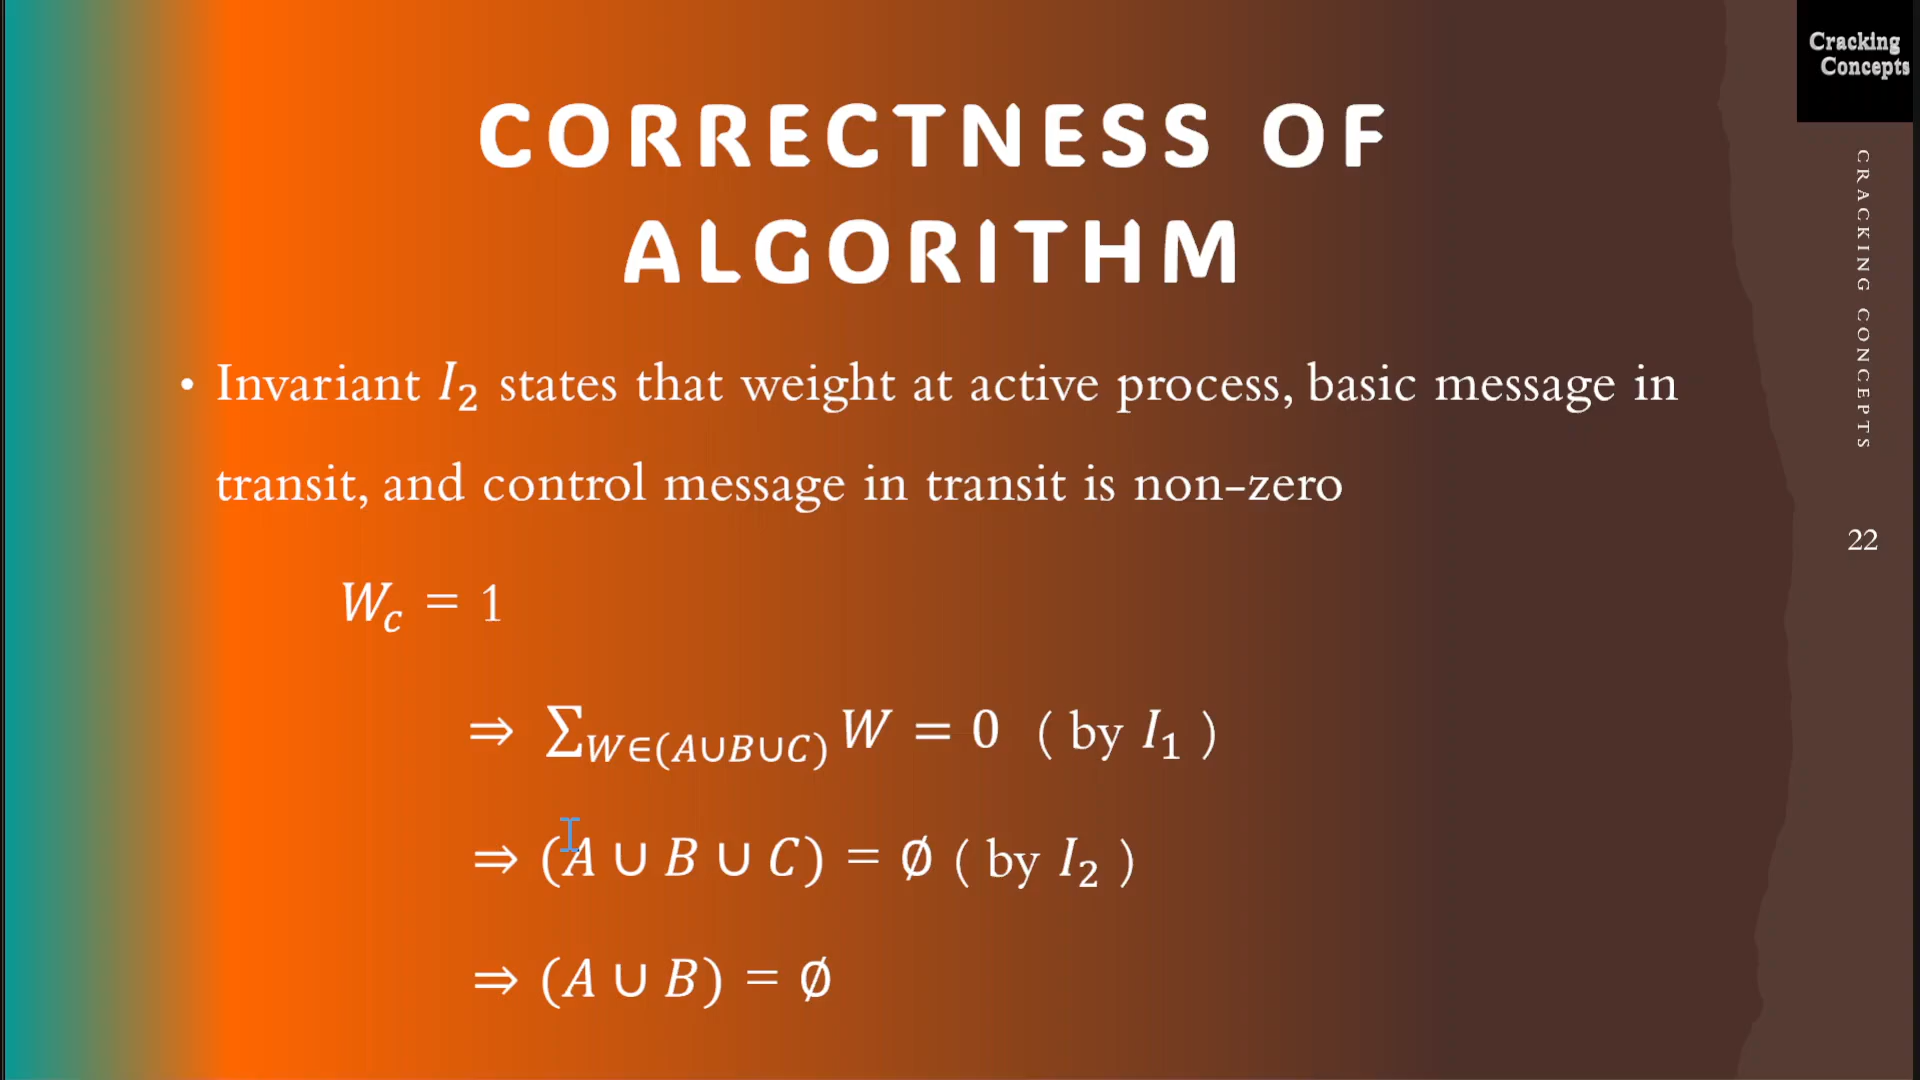 CORRECTNESS OF
ALGORITHM
• Invariant I₂ states that weight at active process, basic message in
transit, and control message in transit is non-zero
W_c = 1
⇒ ∑_{W∈(A∪B∪C)} W = 0 ( by I₁ )
⇒ (A ∪ B ∪ C) = ∅ ( by I₂ )
⇒ (A ∪ B) = ∅
Cracking
Concepts
CRACKING CONCEPTS
22